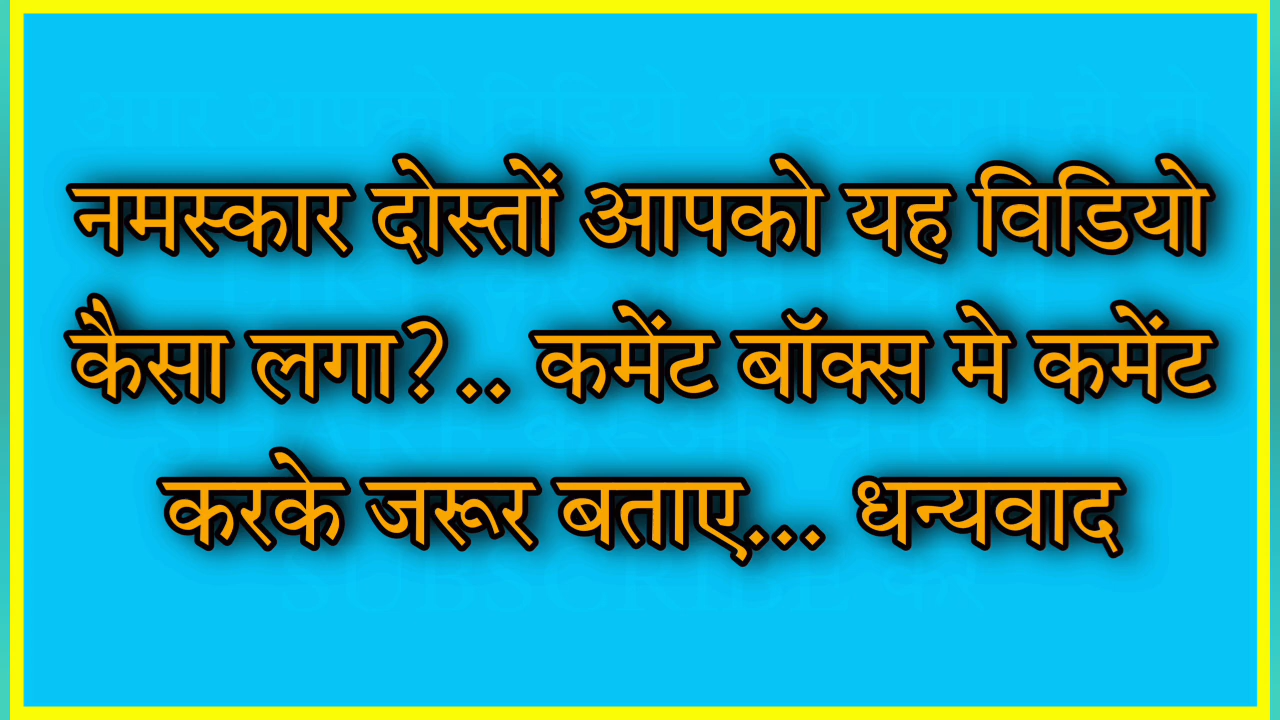 नमस्कार दोस्तों आपको यह विडियो
कैसा लगा?.. कमेंट बॉक्स मे कमेंट
करके जरूर बताए... धन्यवाद